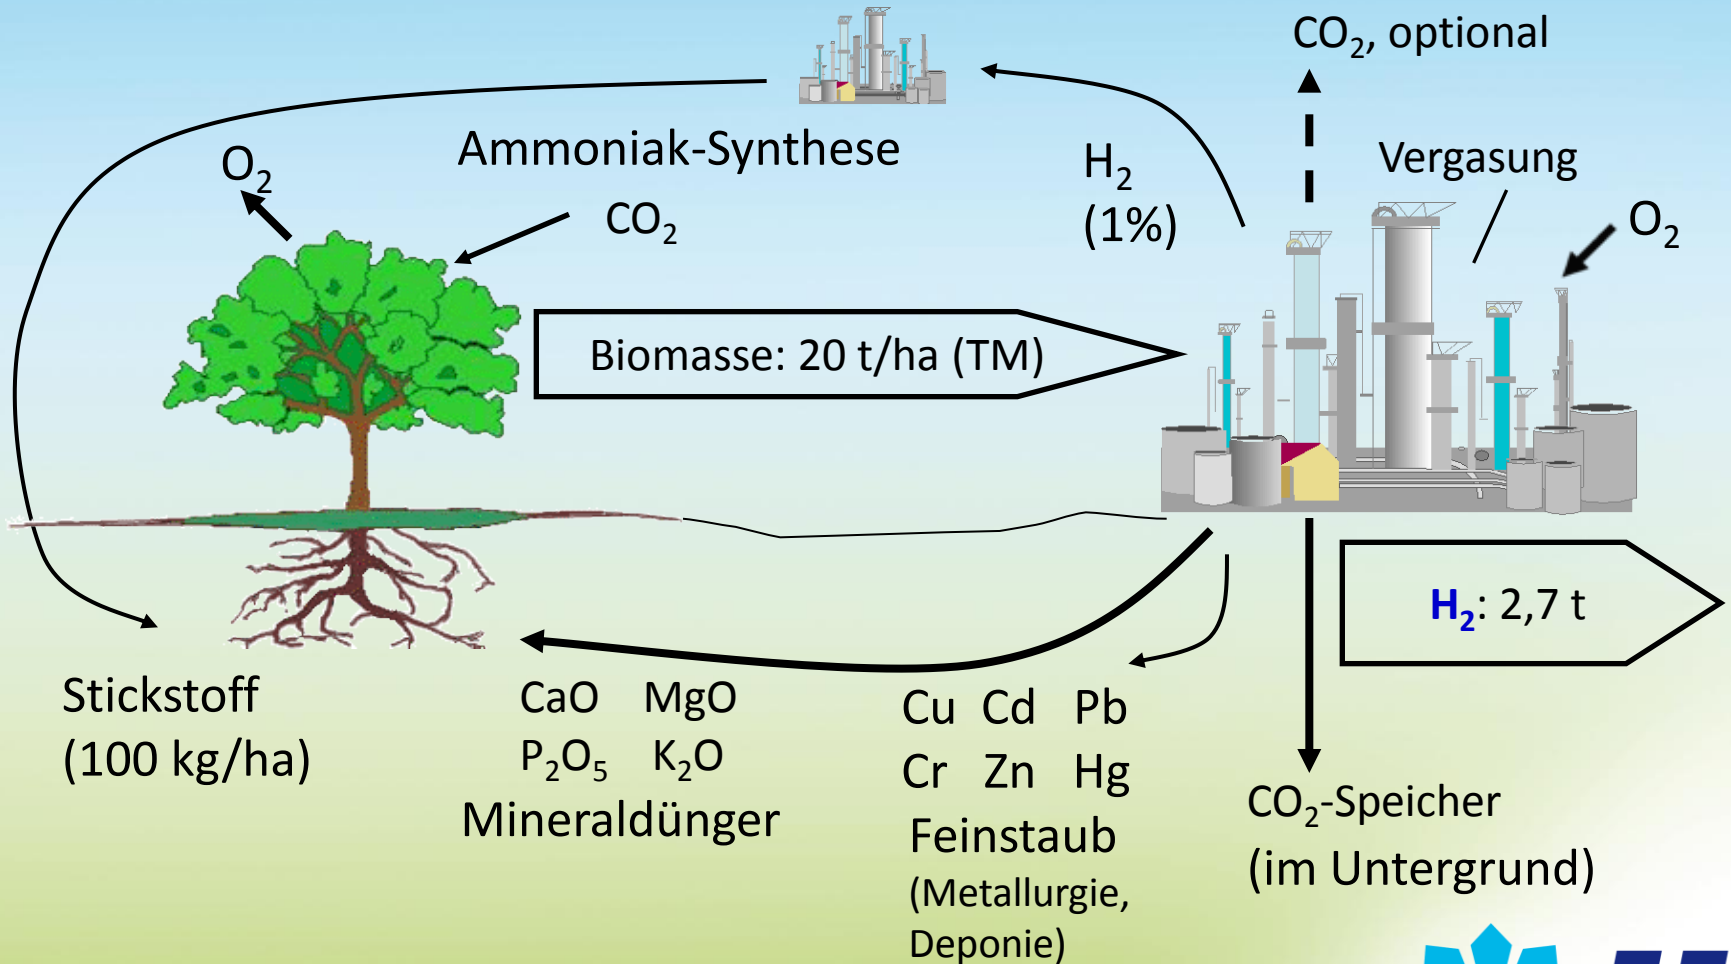 CO₂, optional
Ammoniak-Synthese
O₂
CO₂
H₂
(1%)
Vergasung
O₂
Biomasse: 20 t/ha (TM)
H₂: 2,7 t
Stickstoff
(100 kg/ha)
CaO MgO
P₂O₅ K₂O
Mineraldünger
Cu Cd Pb
Cr Zn Hg
Feinstaub
(Metallurgie,
Deponie)
CO₂-Speicher
(im Untergrund)